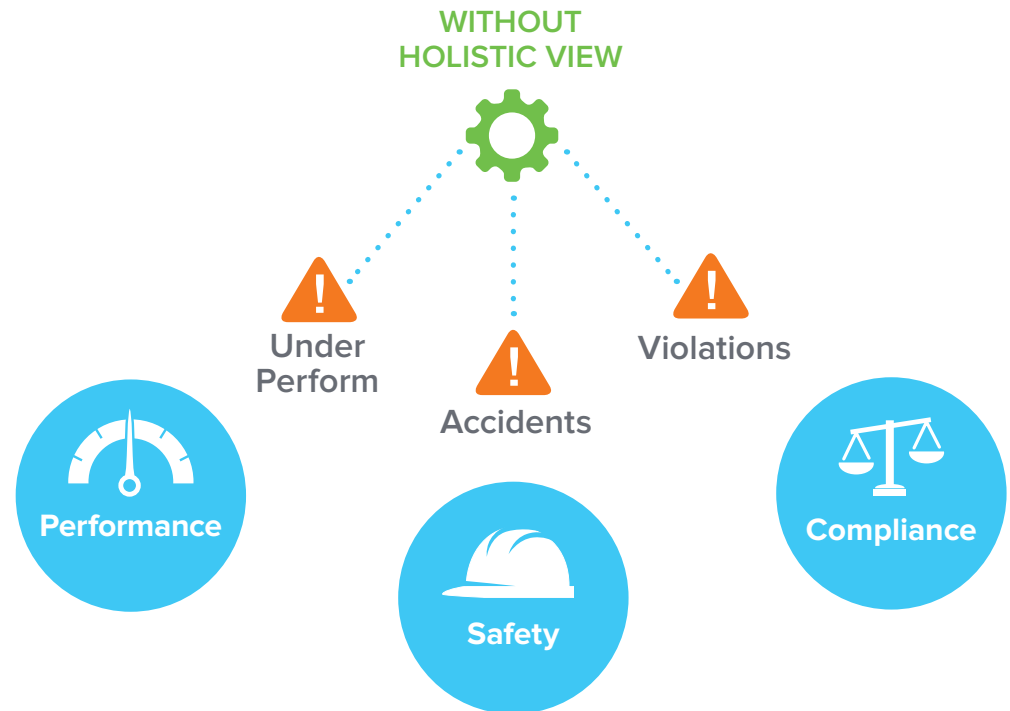 WITHOUT
HOLISTIC VIEW
Under
Perform
Accidents
Violations
Performance
Safety
Compliance